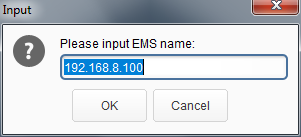 Input
Please input EMS name:
192.168.8.100
OK Cancel